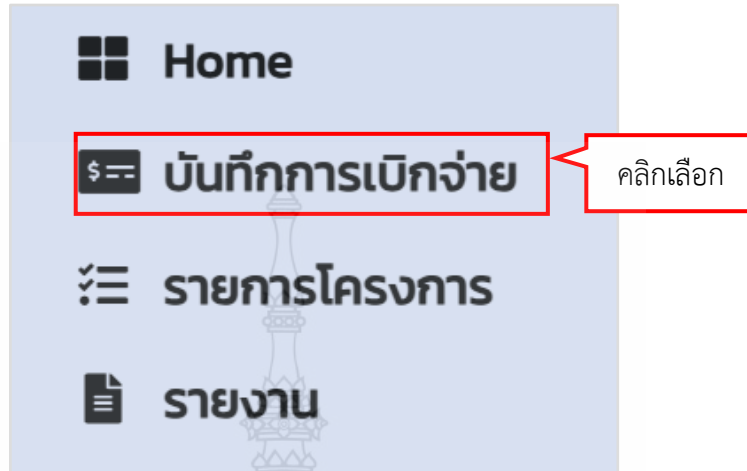 Home
บันทึกการเบิกจ่าย
คลิกเลือก
รายการโครงการ
รายงาน